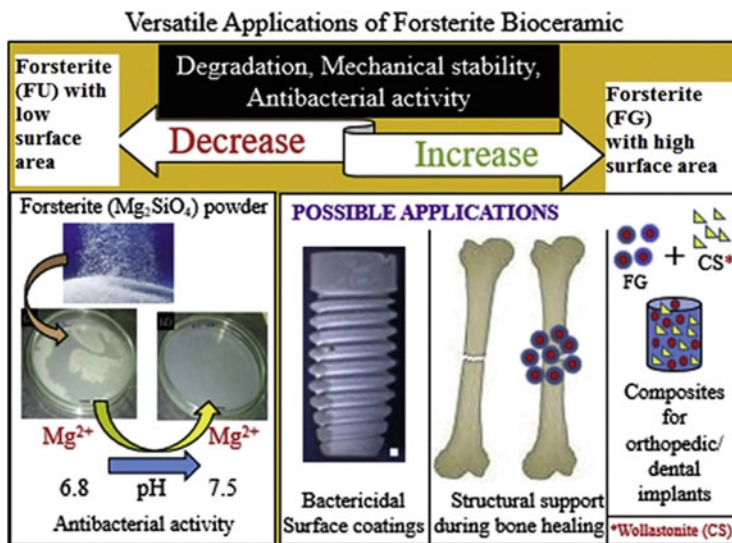 Versatile Applications of Forsterite Bioceramic
Forsterite
(FU) with
low
surface
area
Degradation, Mechanical stability,
Antibacterial activity
Decrease
Increase
Forsterite
(FG)
with high
surface area
Forsterite (Mg₂SiO₄) powder
Mg²⁺
Mg²⁺
6.8 pH 7.5
Antibacterial activity
POSSIBLE APPLICATIONS
Bactericidal
Surface coatings
Structural support
during bone healing
FG
+
CS*
Composites
for
orthopedic/
dental
implants
*Wollastonite (CS)